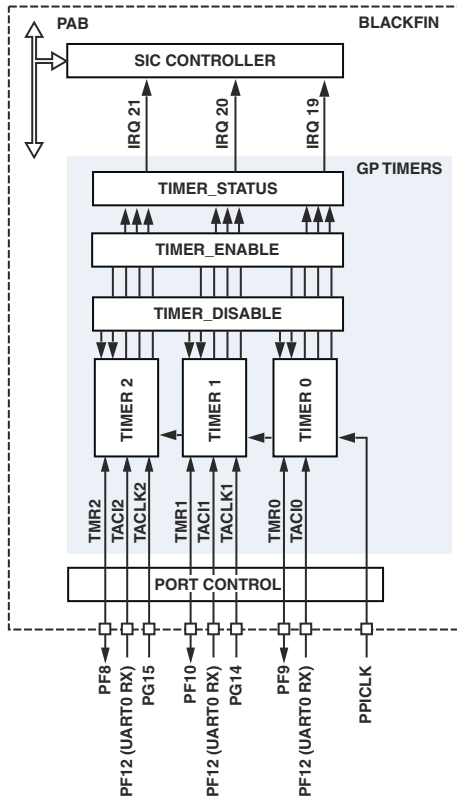 PAB
BLACKFIN
SIC CONTROLLER
IRQ 21
IRQ 20
IRQ 19
GP TIMERS
TIMER_STATUS
TIMER_ENABLE
TIMER_DISABLE
TIMER 2
TIMER 1
TIMER 0
TMR2
TACI2
TACLK2
TMR1
TACI1
TACLK1
TMR0
TACI0
PORT CONTROL
PF8
PF12 (UART0 RX)
PG15
PF10
PF12 (UART0 RX)
PG14
PF9
PF12 (UART0 RX)
PPICLK